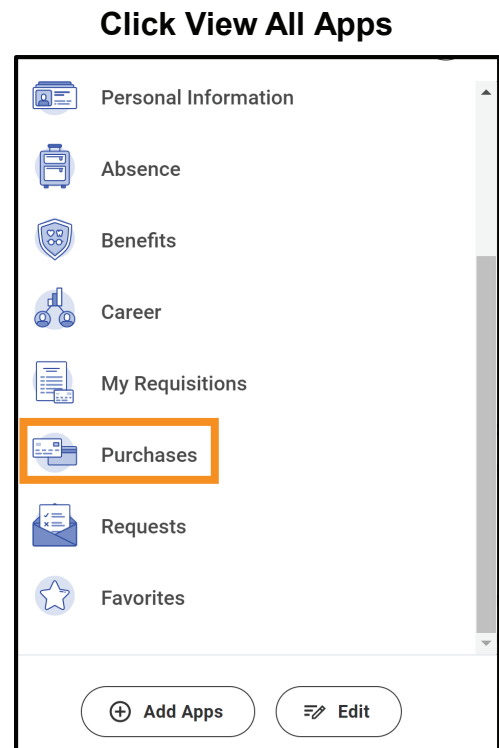 Click View All Apps
Personal Information
Absence
Benefits
Career
My Requisitions
Purchases
Requests
Favorites
Add Apps
Edit